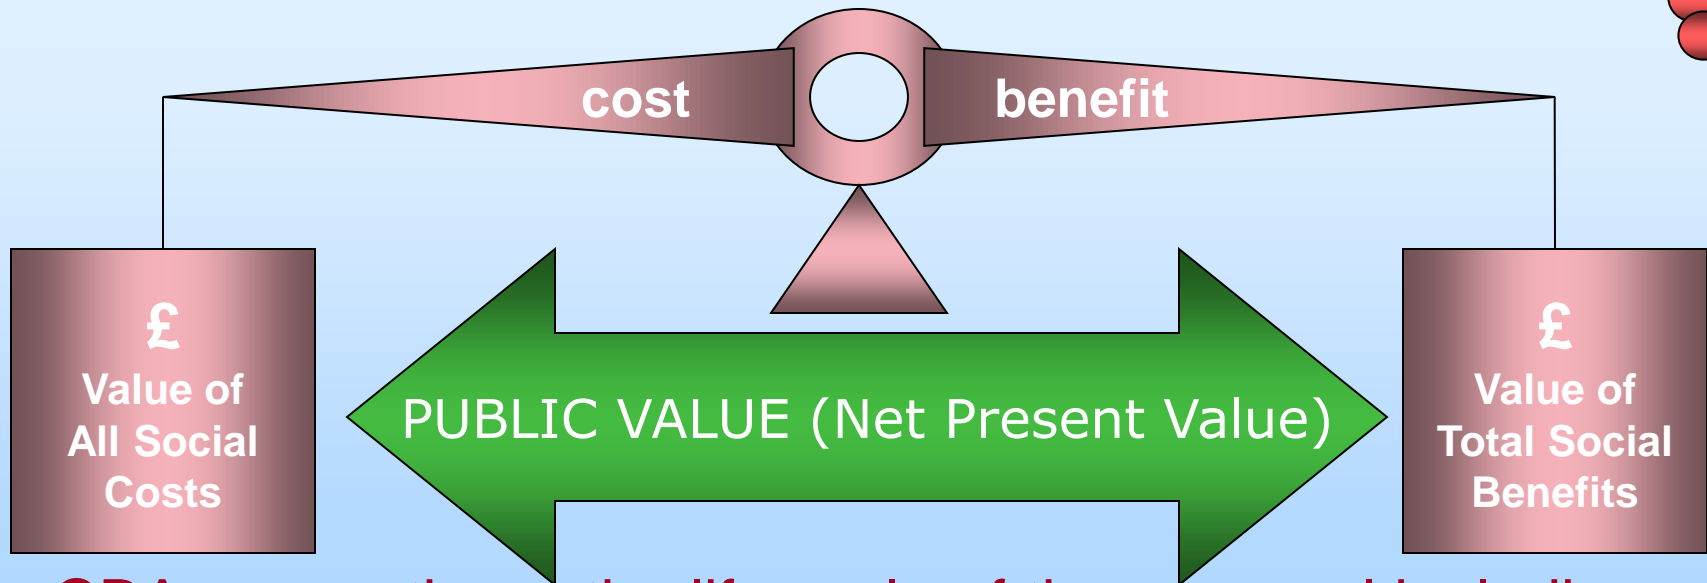 cost
benefit
£
Value of
All Social
Costs
PUBLIC VALUE (Net Present Value)
£
Value of
Total Social
Benefits